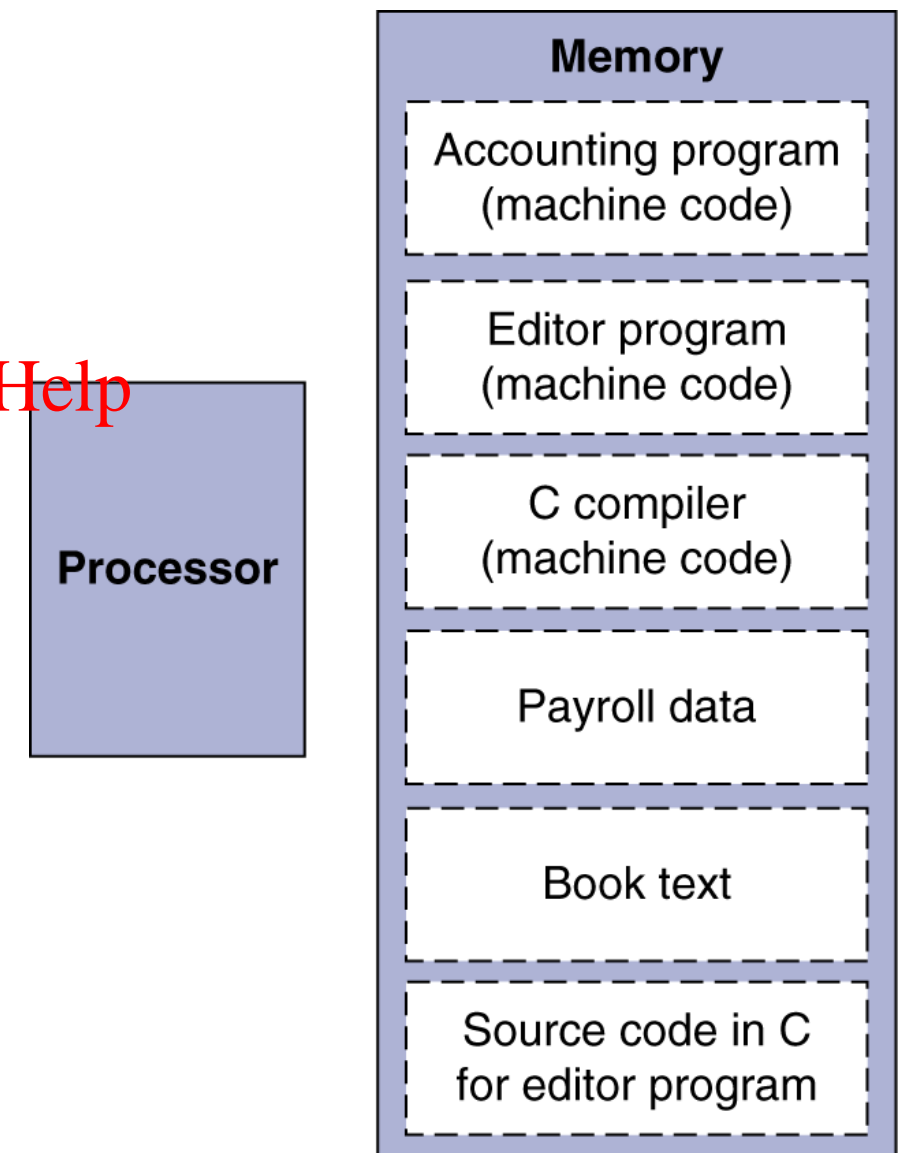 Memory
Accounting program
(machine code)
Editor program
(machine code)
Help
C compiler
(machine code)
Processor
Payroll data
Book text
Source code in C
for editor program